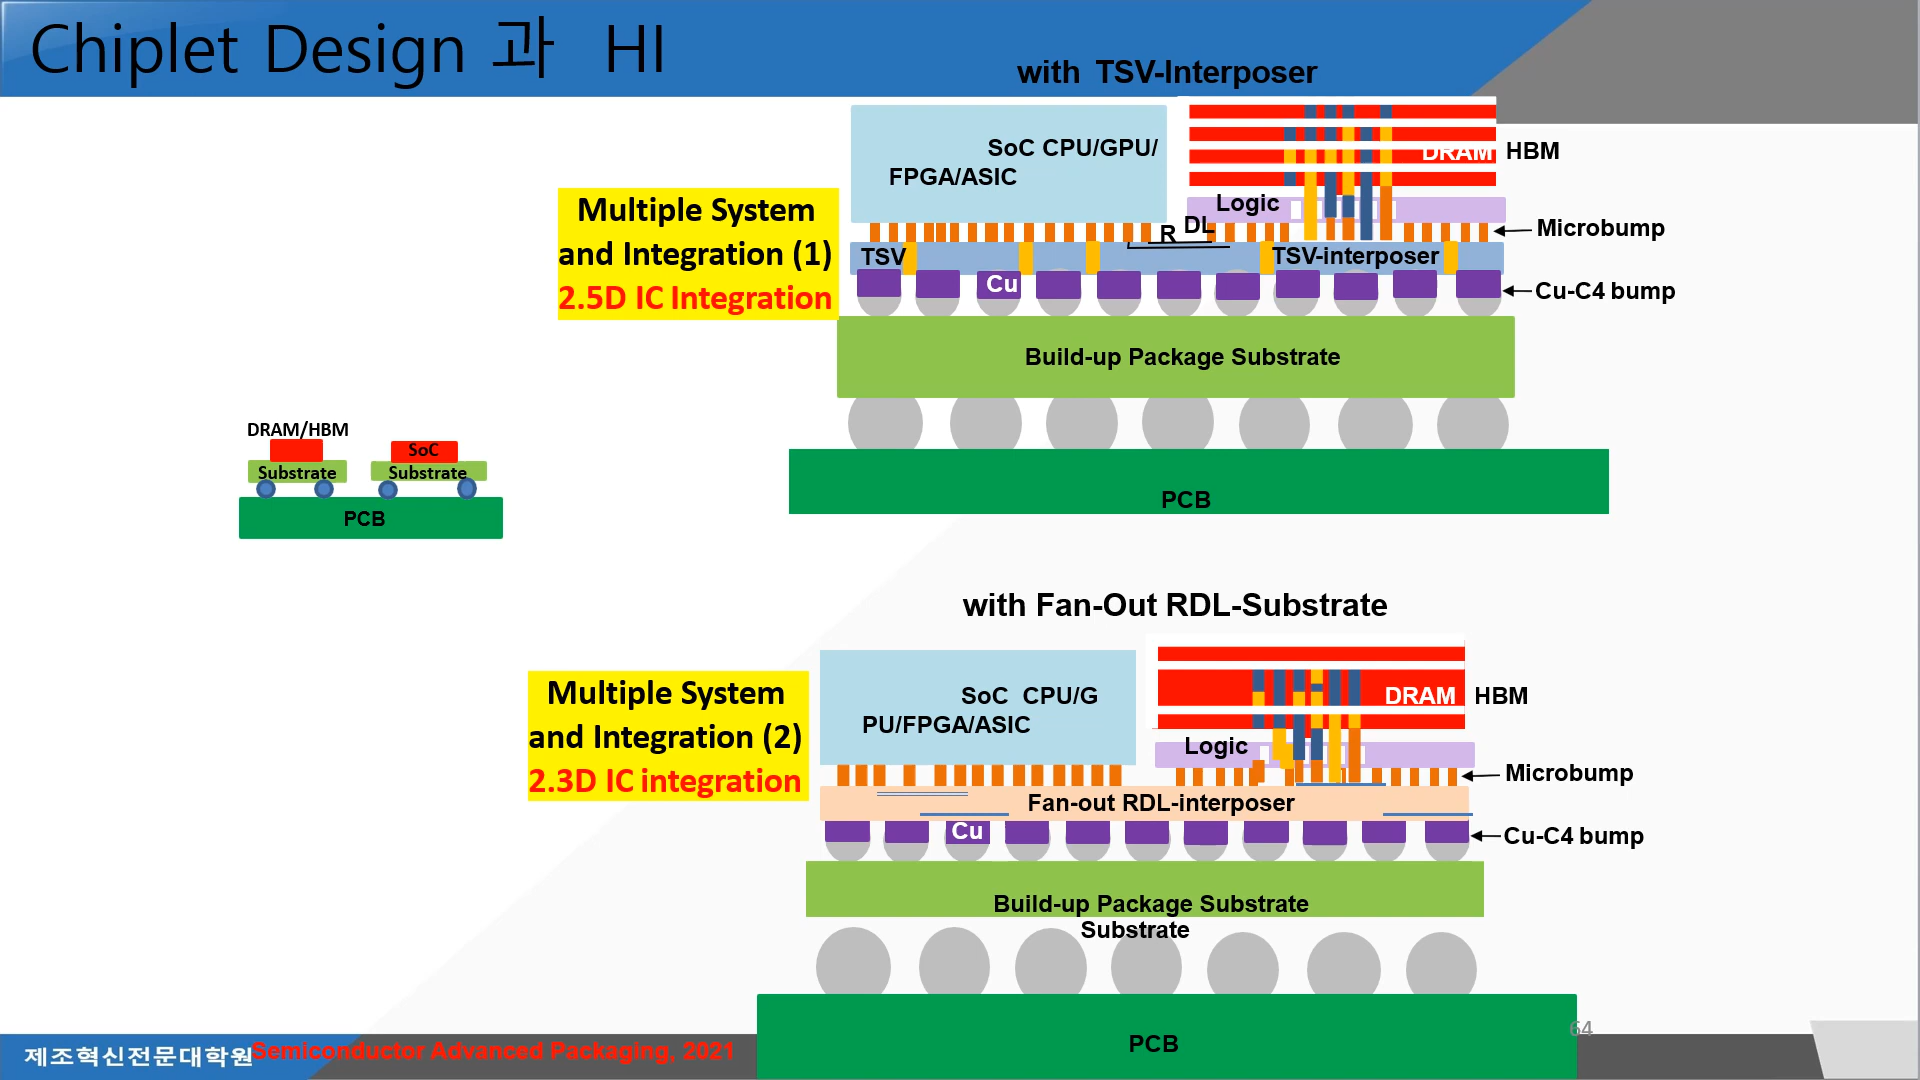 Chiplet Design 과 HI
with TSV-Interposer
SoC CPU/GPU/
FPGA/ASIC
DRAM
HBM
Logic
Microbump
R DL
TSV
TSV-interposer
Cu
Cu-C4 bump
Build-up Package Substrate
PCB
Multiple System
and Integration (1)
2.5D IC Integration
DRAM/HBM
SoC
Substrate
Substrate
PCB
with Fan-Out RDL-Substrate
Multiple System
and Integration (2)
2.3D IC integration
SoC CPU/G
PU/FPGA/ASIC
DRAM
HBM
Logic
Microbump
Fan-out RDL-interposer
Cu
Cu-C4 bump
Build-up Package Substrate
Substrate
PCB
64
제조혁신전문대학원
Semiconductor Advanced Packaging, 2021